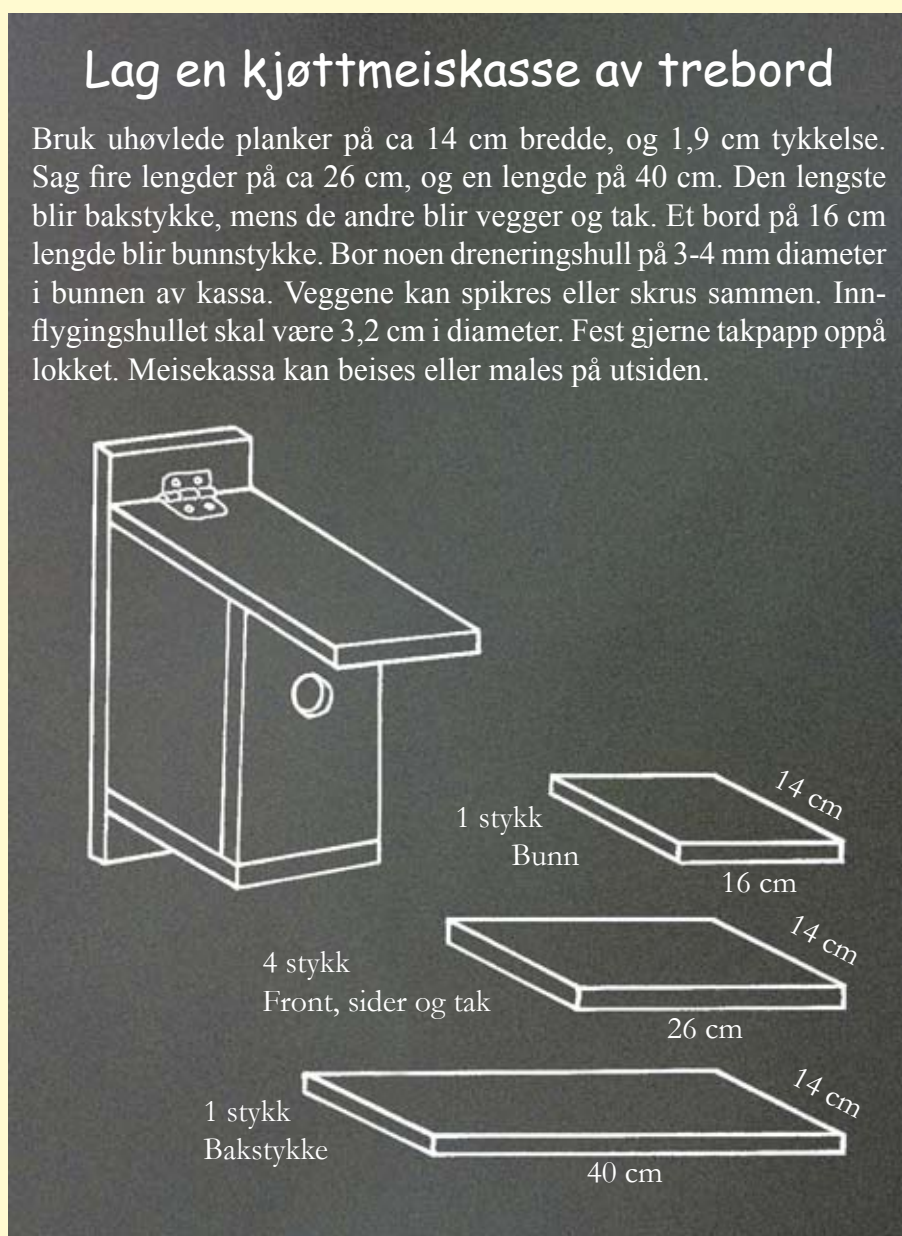 Lag en kjøttmeiskasse av trebord
Bruk uhøvlede planker på ca 14 cm bredde, og 1,9 cm tykkelse.
Sag fire lengder på ca 26 cm, og en lengde på 40 cm. Den lengste
blir bakstykke, mens de andre blir vegger og tak. Et bord på 16 cm
lengde blir bunnstykke. Bor noen dreneringshull på 3-4 mm diameter
i bunnen av kassa. Veggene kan spikres eller skrus sammen. Inn-
flygingshullet skal være 3,2 cm i diameter. Fest gjerne takpapp oppå
lokket. Meisekassa kan beises eller males på utsiden.
14 cm
1 stykk
Bunn
16 cm
14 cm
4 stykk
Front, sider og tak
26 cm
14 cm
1 stykk
Bakstykke
40 cm